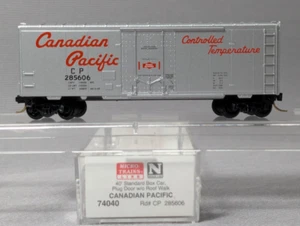 Canadian
Pacific
C P
285606
Controlled
Temperature
MICRO
TRAINS
LINE
N
40' Standard Box Car,
Plug Door w/o Roof Walk
CANADIAN PACIFIC
74040
Rd# CP 285606